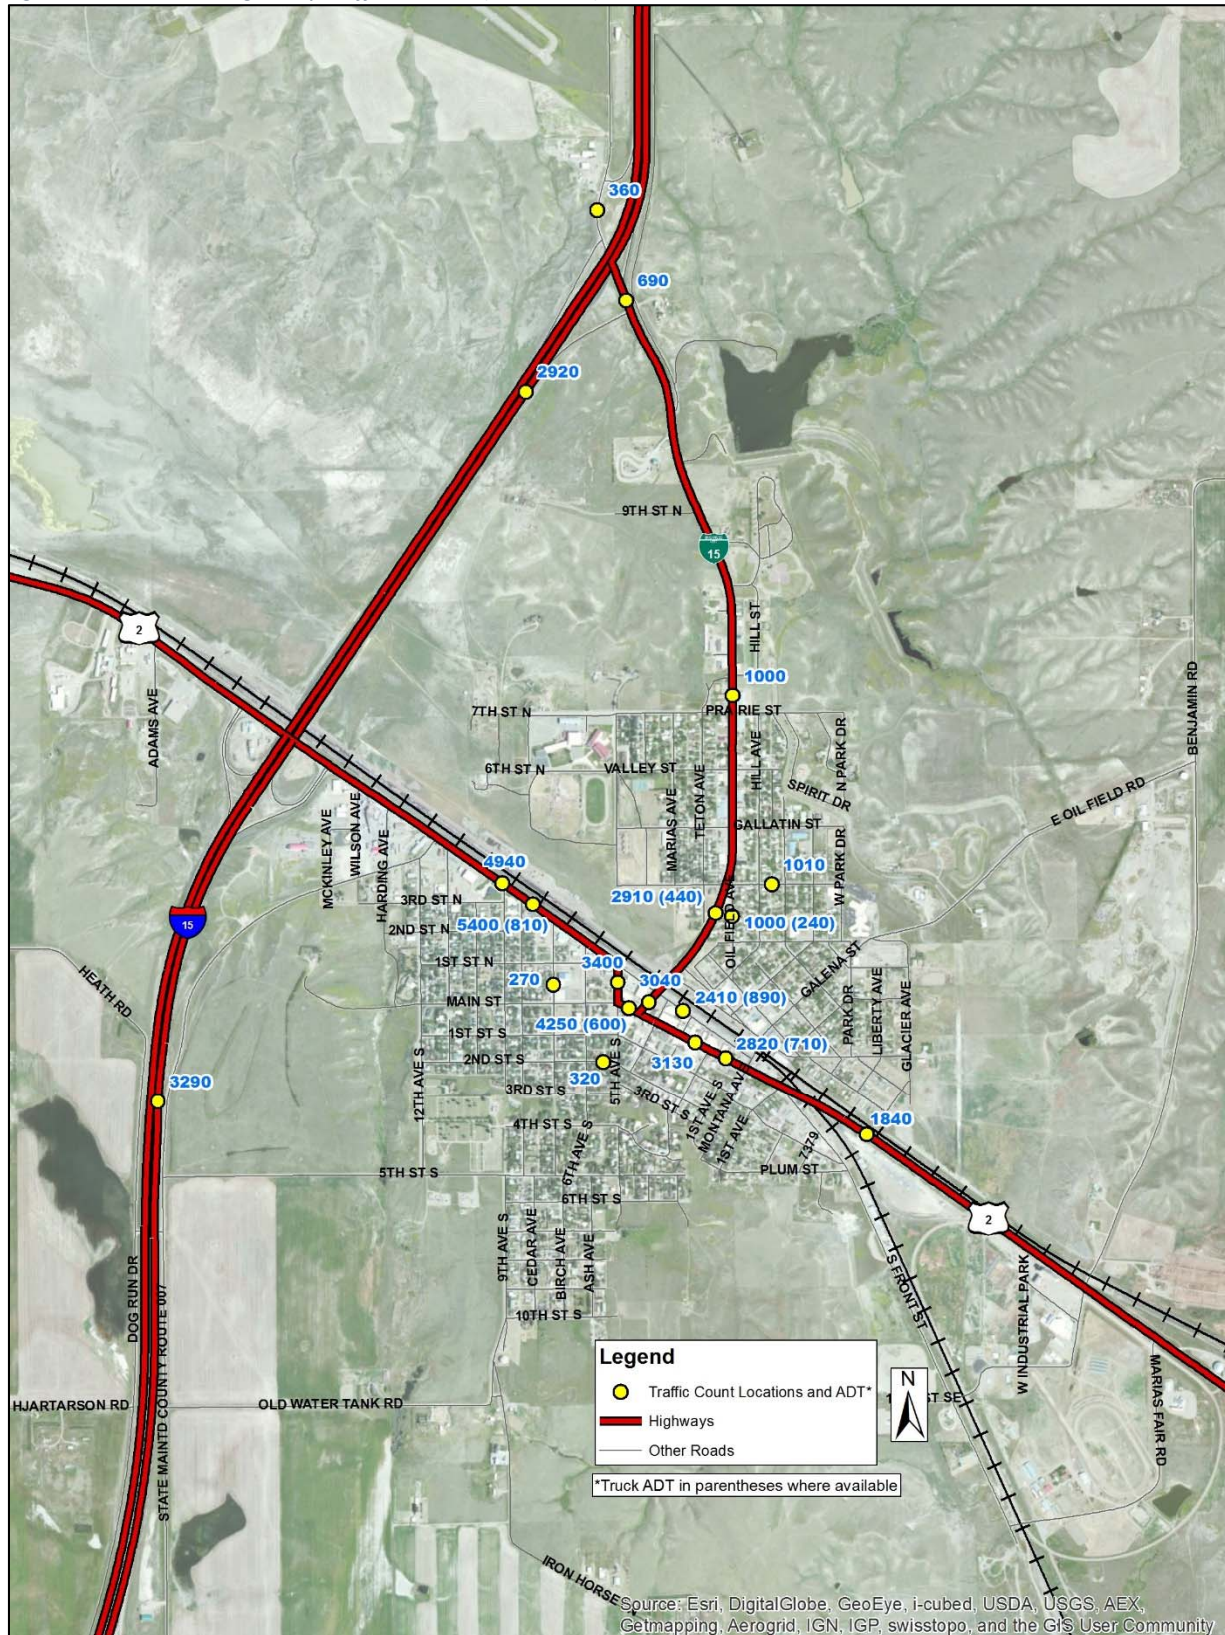 360
690
2920
9TH ST N
15
HILL ST
2
ADAMS AVE
BENJAMIN RD
1000
7TH ST N
PRAIRIE ST
6TH ST N
VALLEY ST
HILL AVE
N PARK DR
SPIRIT DR
E OIL FIELD RD
MARIAS AVE
TETON AVE
GALLATIN ST
MCKINLEY AVE
WILSON AVE
HARDING AVE
4940
1010
W PARK DR
2910 (440)
3RD ST N
OIL FIELD AVE
1000 (240)
5400 (810)
2ND ST N
15
1ST ST N
3400
GALENA ST
HEATH RD
270
3040
2410 (890)
MAIN ST
4250 (600)
PARK DR
LIBERTY AVE
GLACIER AVE
1ST ST S
2820 (710)
3130
2ND ST S
320
5TH AVE S
3290
12TH AVE S
3RD ST S
3RD ST S
1ST AVE S
MONTANA AVE
1ST AVE
1840
4TH ST S
7379
6TH AVE S
5TH ST S
PLUM ST
6TH ST S
2
9TH AVE S
CEDAR AVE
BIRCH AVE
ASH AVE
S FRONT ST
W INDUSTRIAL PARK
DOG RUN DR
STATE MAINTD COUNTY ROUTE 007
10TH ST S
Legend
Traffic Count Locations and ADT*
Highways
Other Roads
*Truck ADT in parentheses where available
N
ST SE
MARIAS FAIR RD
HJARTARSON RD
OLD WATER TANK RD
IRON HORSE
Source: Esri, DigitalGlobe, GeoEye, i-cubed, USDA, USGS, AEX,
Getmapping, Aerogrid, IGN, IGP, swisstopo, and the GIS User Community